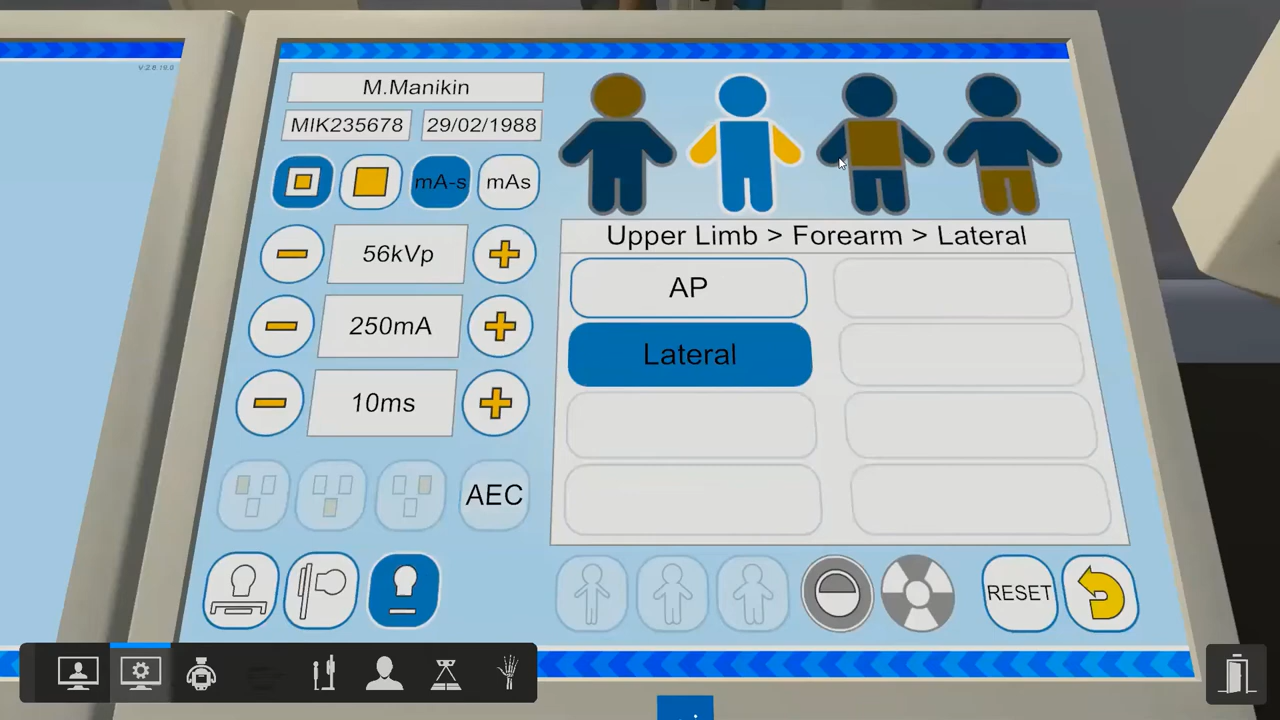 V:2.6.19.0
M.Manikin
MIK235678
29/02/1988
mA-s
mAs
56kVp
250mA
10ms
AEC
Upper Limb > Forearm > Lateral
AP
Lateral
RESET